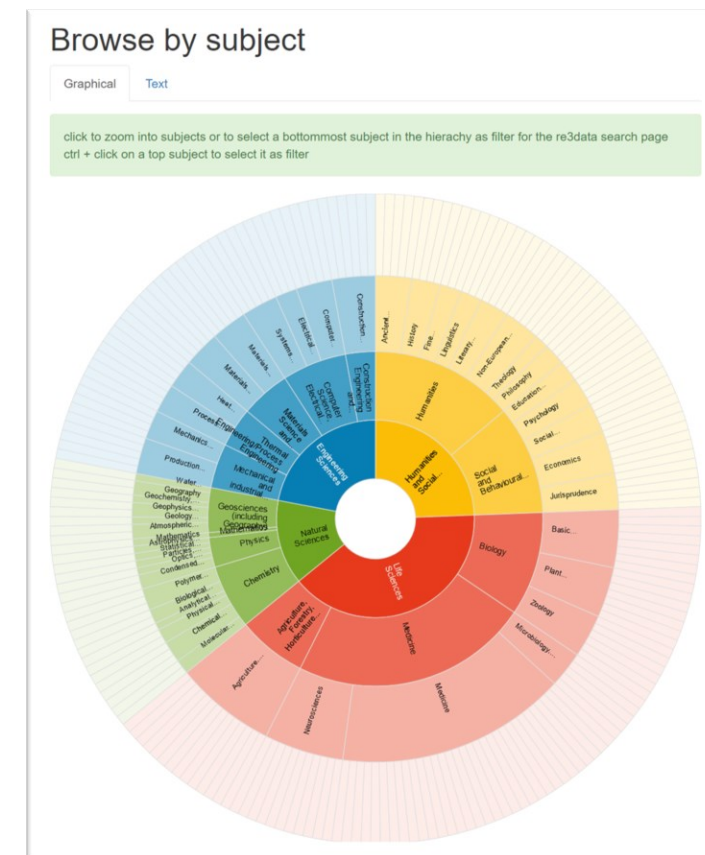 Browse by subject
Graphical
Text
click to zoom into subjects or to select a bottommost subject in the hierachy as filter for the re3data search page
ctrl + click on a top subject to select it as filter
Humanities
and
Social...
Humanities
Ancient...
History
Fine...
Linguistics
Literary...
Non-European...
Theology
Philosophy
Social
and
Behavioural...
Education...
Psychology
Social...
Economics
Jurisprudence
Life
Sciences
Biology
Basic...
Plant...
Zoology
Microbiology...
Medicine
Medicine
Neurosciences
Agriculture,
Forestry,
Horticulture...
Agriculture...
Natural
Sciences
Chemistry
Molecular...
Chemical...
Physical...
Analytical...
Biological...
Polymer...
Physics
Condensed...
Optics...
Particles,...
Statistical...
Astrophysics...
Mathematics
Mathematics
Geosciences
(including
Geography)
Atmospheric...
Geology...
Geophysics...
Geochemistry,...
Geography
Water...
Engineering
Sciences
Mechanical
and
industrial
Production...
Mechanics...
Thermal
Engineering/Process
Engineering...
Process...
Heat...
Materials
Science
and
Materials...
Materials...
Computer
Science
Electrical
Systems...
Electrical...
Computer...
Construction
Engineering
and...
Construction...